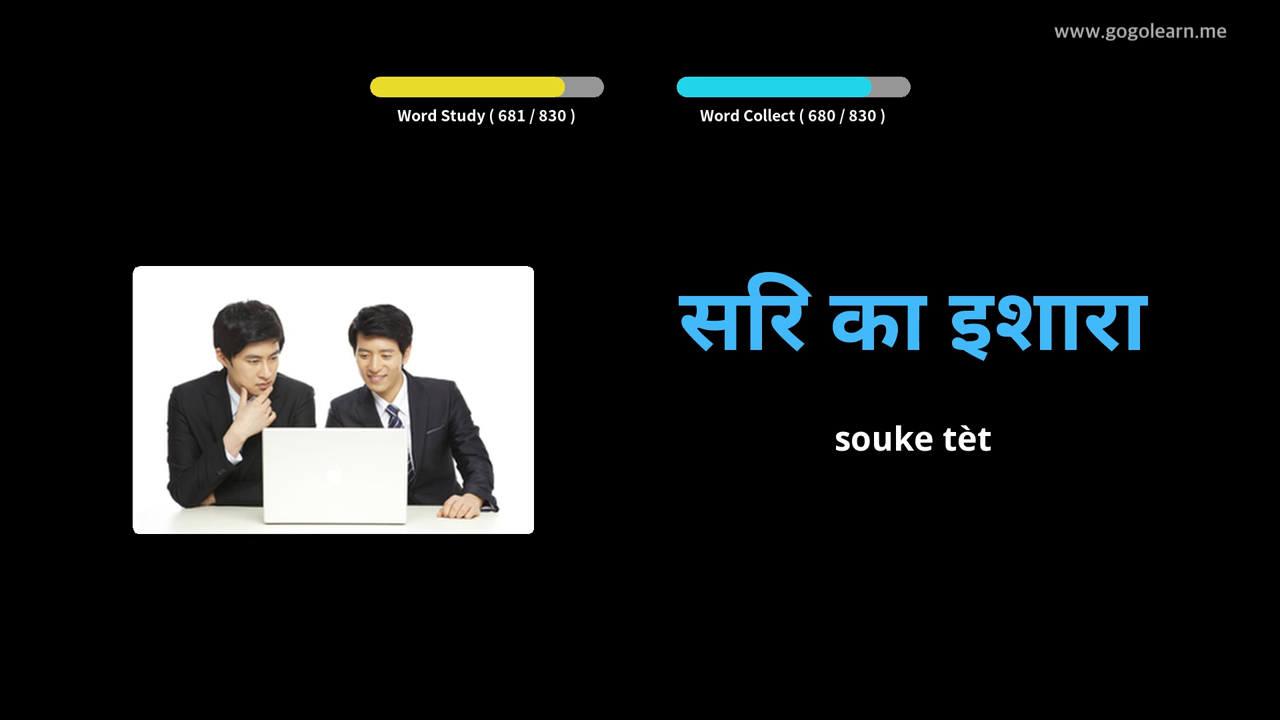 www.gogolearn.me
Word Study ( 681 / 830 )
Word Collect ( 680 / 830 )
सरि का इशारा
souke tèt